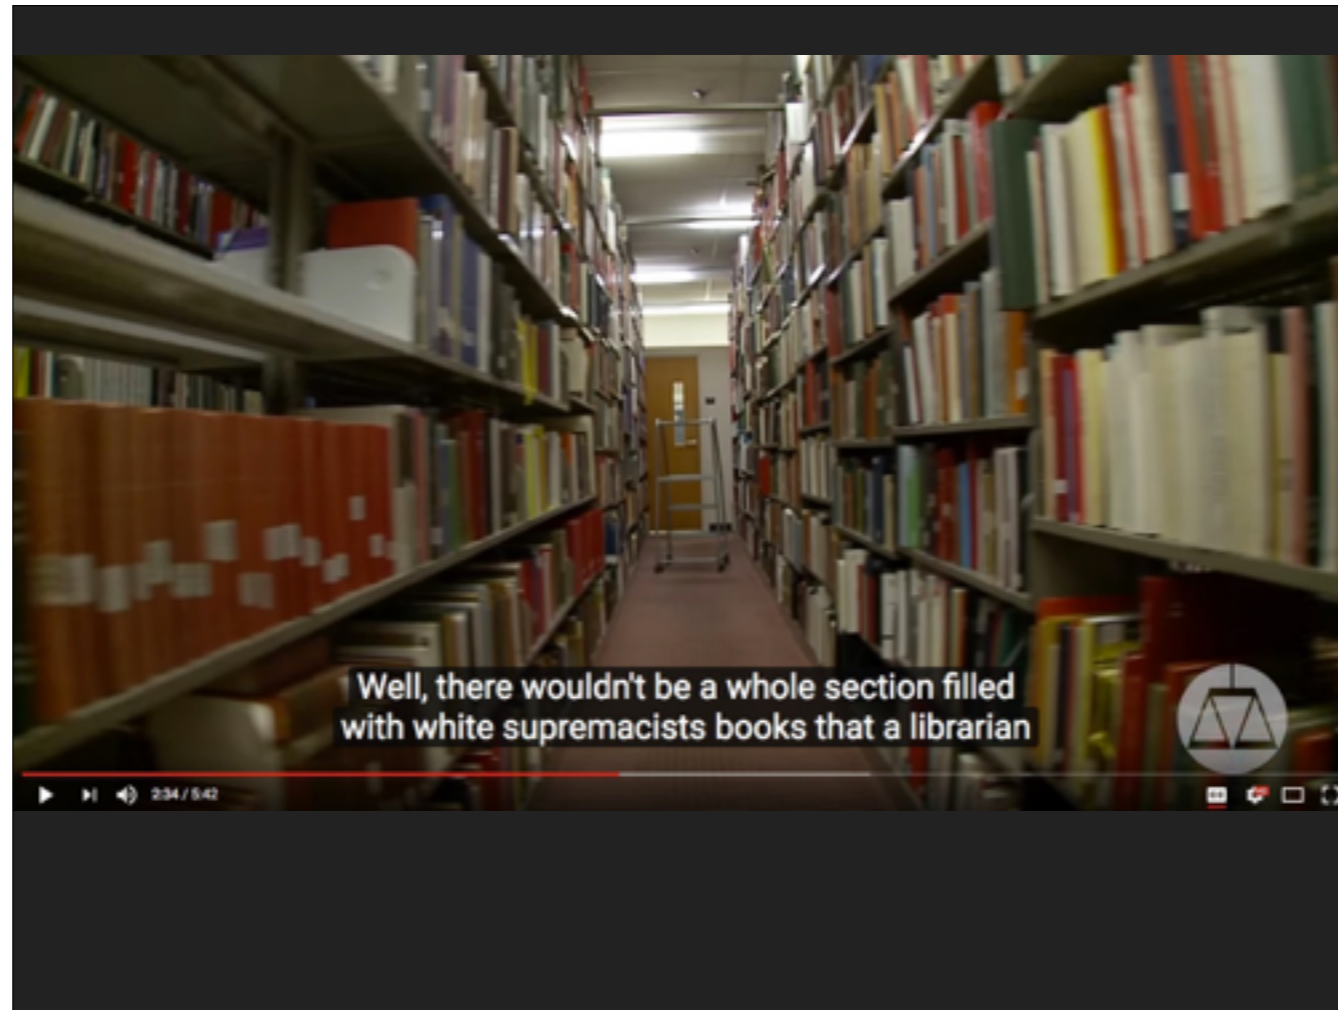 Well, there wouldn't be a whole section filled
with white supremacists books that a librarian
2:34 / 5:42